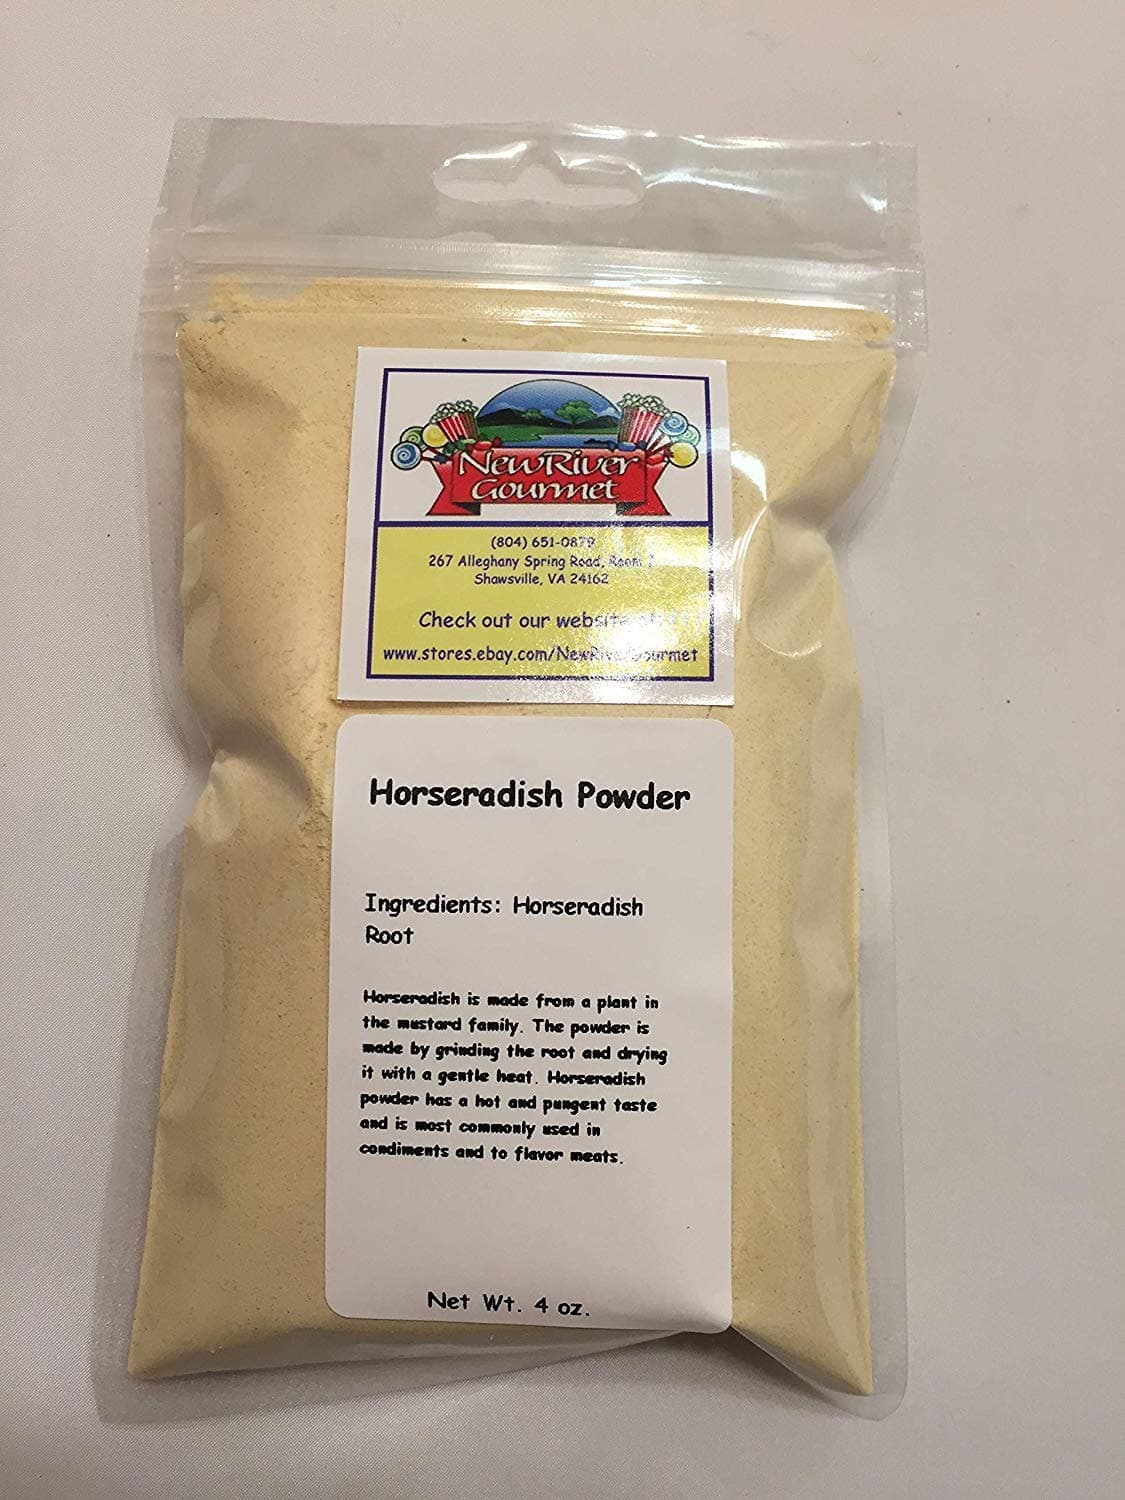 NewRiver
Gourmet
(804) 651-0879
267 Alleghany Spring Road, Room
Shawsville, VA 24162
Check out our website
www.stores.ebay.com/NewRiverGourmet
Horseradish Powder
Ingredients: Horseradish
Root
Horseradish is made from a plant in
the mustard family. The powder is
made by grinding the root and drying
it with a gentle heat. Horseradish
powder has a hot and pungent taste
and is most commonly used in
condiments and to flavor meats.
Net Wt. 4 oz.